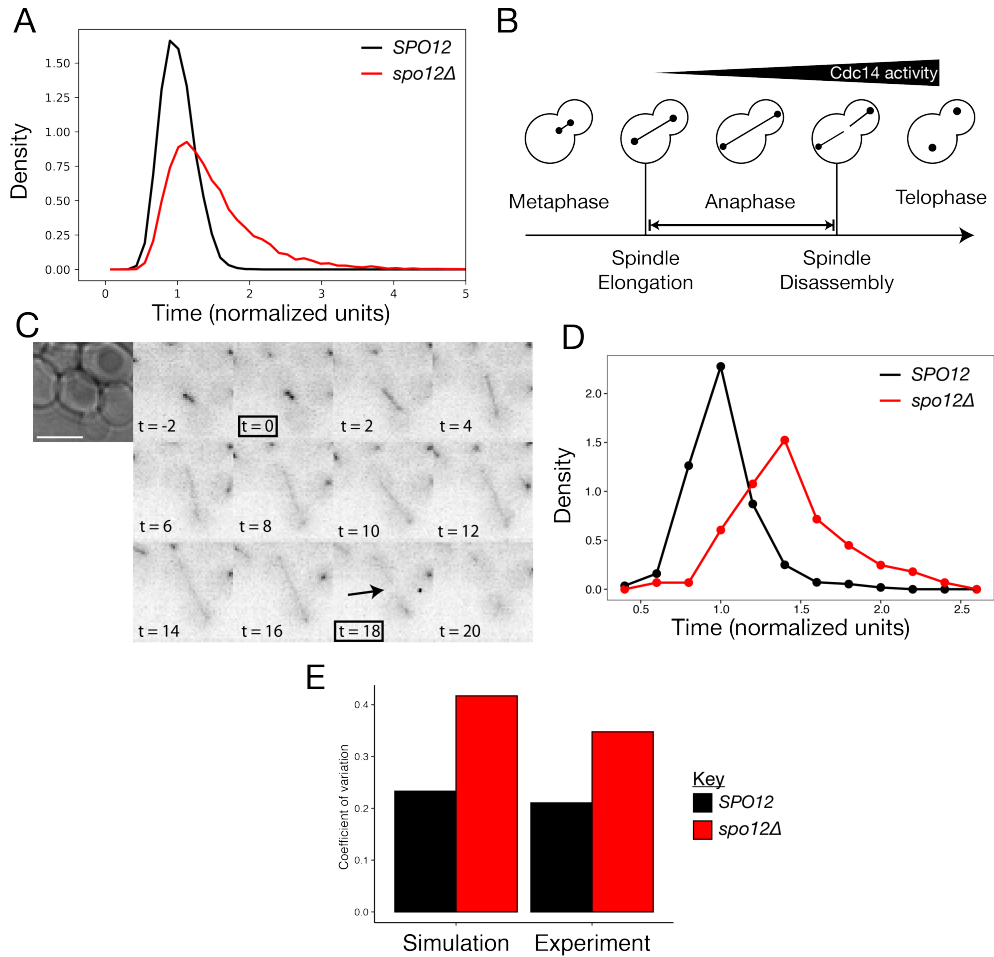 A
SPO12
spo12Δ
1.50
1.25
1.00
0.75
0.50
0.25
0.00
Density
0 1 2 3 4 5
Time (normalized units)
B
Cdc14 activity
Metaphase
Anaphase
Telophase
Spindle
Elongation
Spindle
Disassembly
C
t = -2
t = 0
t = 2
t = 4
t = 6
t = 8
t = 10
t = 12
t = 14
t = 16
t = 18
t = 20
D
SPO12
spo12Δ
2.0
1.5
1.0
0.5
0.0
Density
0.5 1.0 1.5 2.0 2.5
Time (normalized units)
E
0.4
0.3
0.2
0.1
0.0
Coefficient of variation
Simulation Experiment
Key
SPO12
spo12Δ